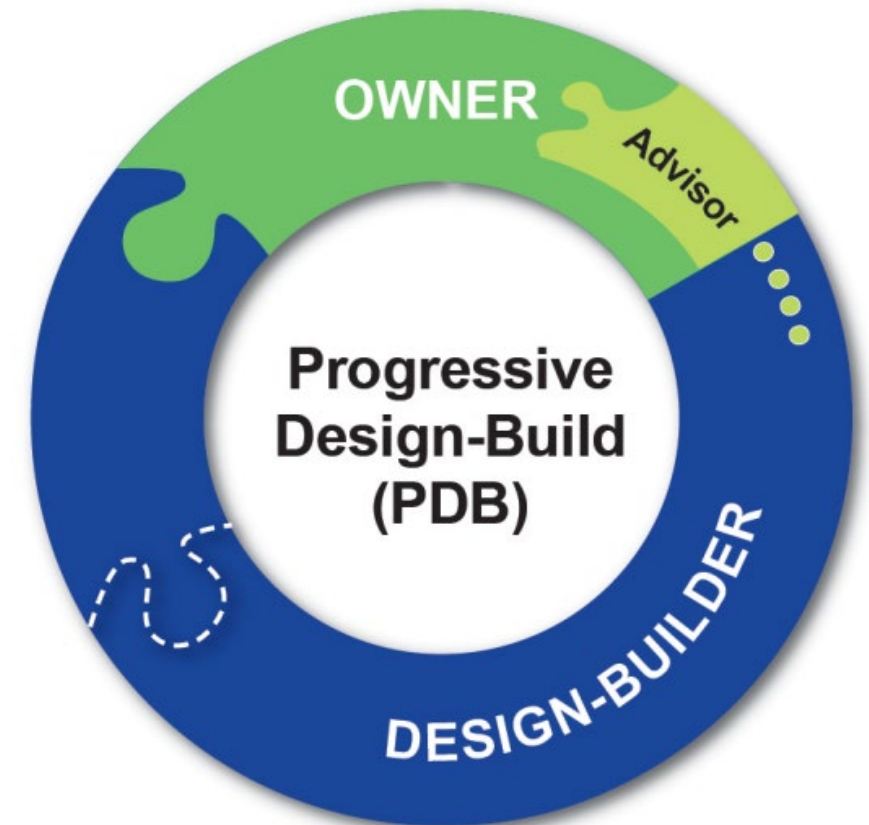 OWNER
Advisor
Progressive
Design-Build
(PDB)
DESIGN-BUILDER